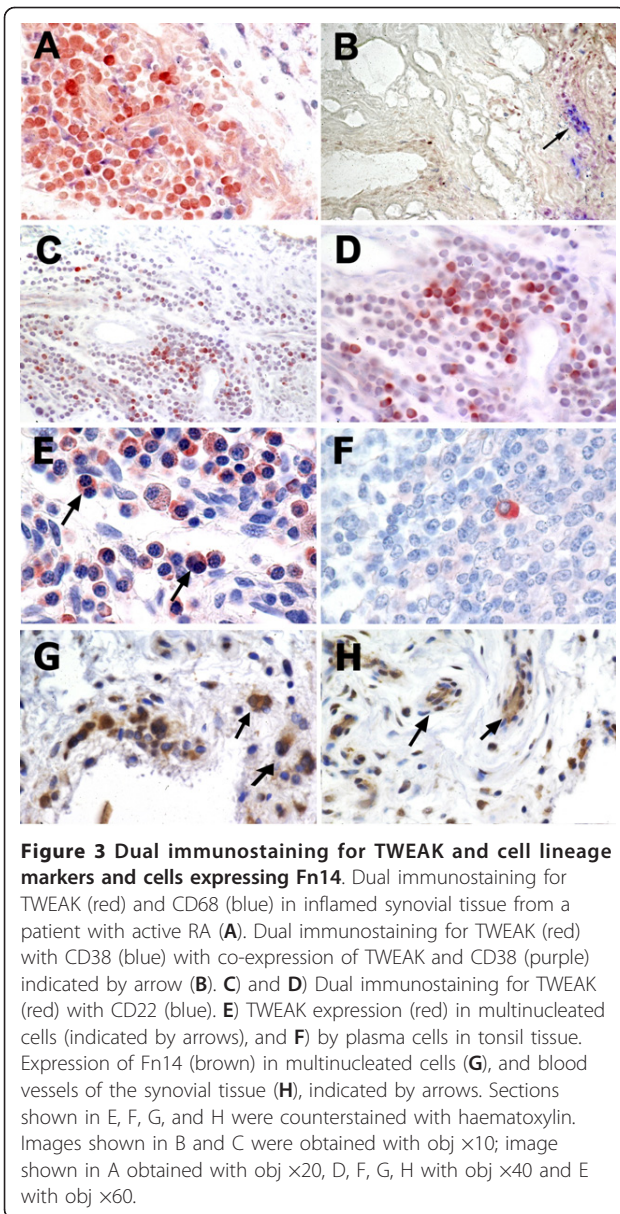 A
B
C
D
E
F
G
H
Figure 3 Dual immunostaining for TWEAK and cell lineage
markers and cells expressing Fn14. Dual immunostaining for
TWEAK (red) and CD68 (blue) in inflamed synovial tissue from a
patient with active RA (A). Dual immunostaining for TWEAK (red)
with CD38 (blue) with co-expression of TWEAK and CD38 (purple)
indicated by arrow (B). C) and D) Dual immunostaining for TWEAK
(red) with CD22 (blue). E) TWEAK expression (red) in multinucleated
cells (indicated by arrows), and F) by plasma cells in tonsil tissue.
Expression of Fn14 (brown) in multinucleated cells (G), and blood
vessels of the synovial tissue (H), indicated by arrows. Sections
shown in E, F, G, and H were counterstained with haematoxylin.
Images shown in B and C were obtained with obj ×10; image
shown in A obtained with obj ×20, D, F, G, H with obj ×40 and E
with obj ×60.